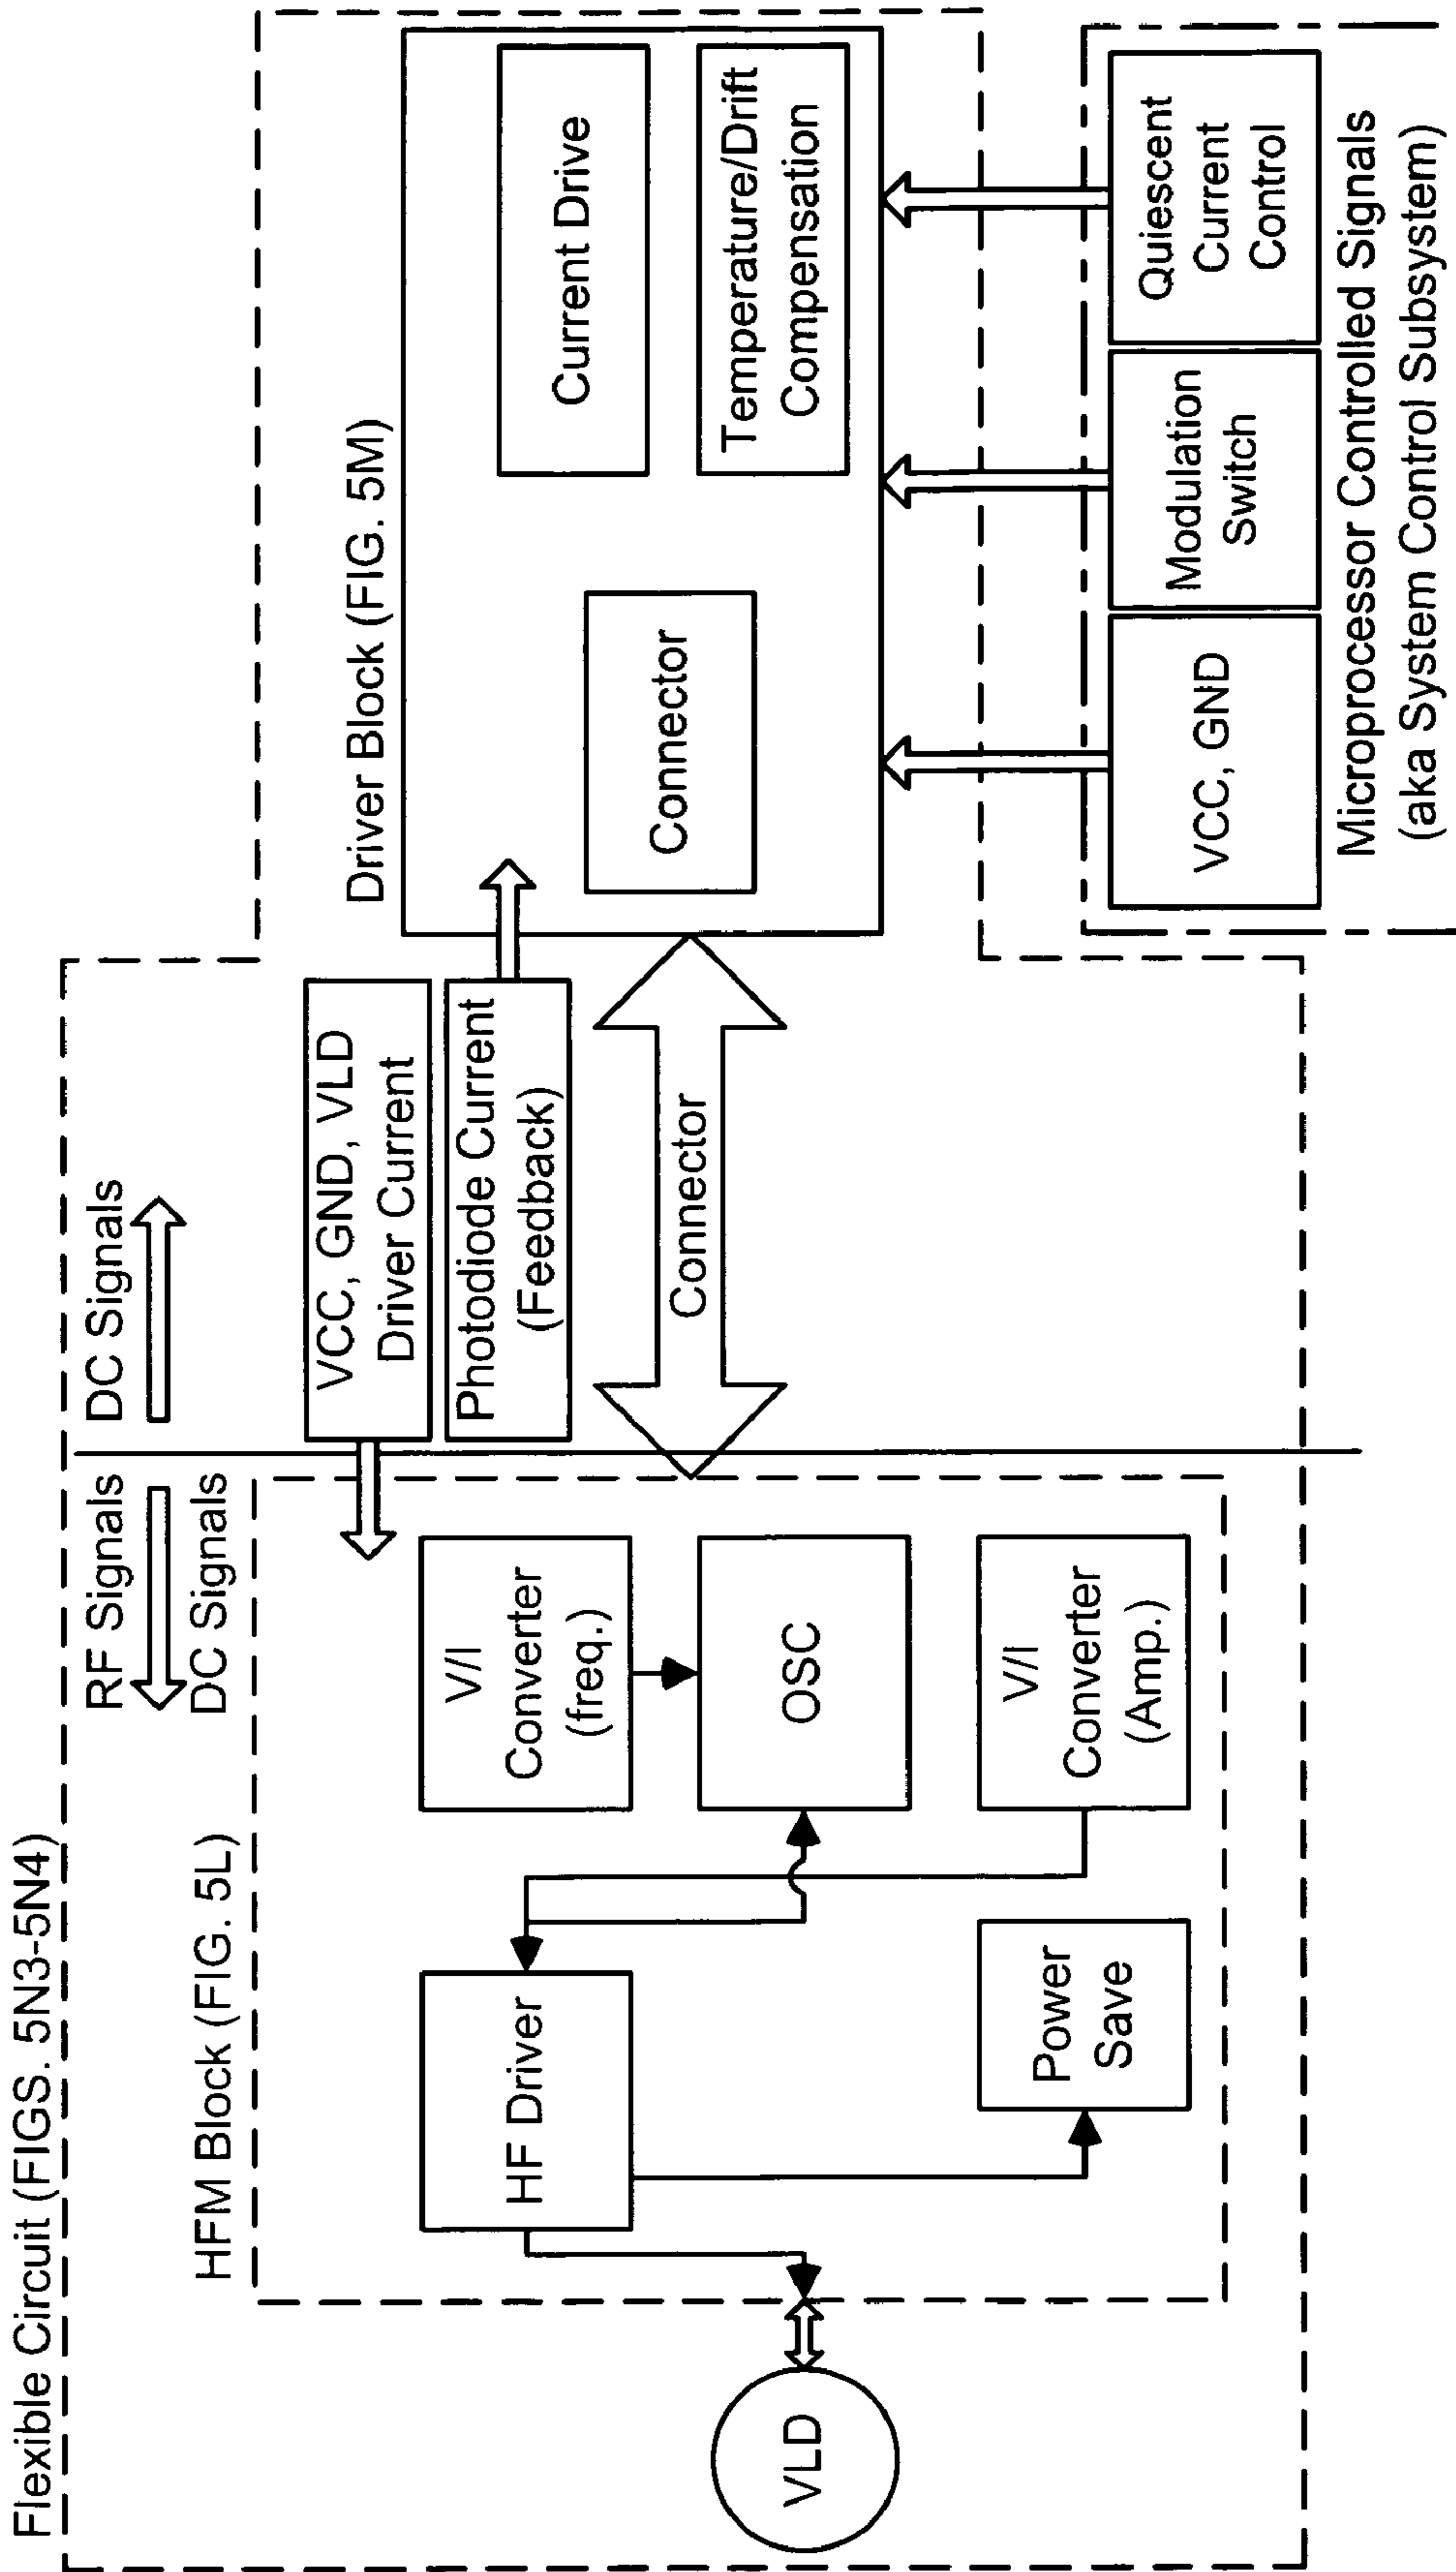 Flexible Circuit (FIGS. 5N3-5N4)
RF Signals
DC Signals
DC Signals
HFM Block (FIG. 5L)
VLD
HF Driver
Power
Save
V/I
Converter
(freq.)
OSC
V/I
Converter
(Amp.)
VCC, GND, VLD
Driver Current
Photodiode Current
(Feedback)
Connector
Driver Block (FIG. 5M)
Connector
Current Drive
Temperature/Drift
Compensation
VCC, GND
Modulation
Switch
Quiescent
Current
Control
Microprocessor Controlled Signals
(aka System Control Subsystem)